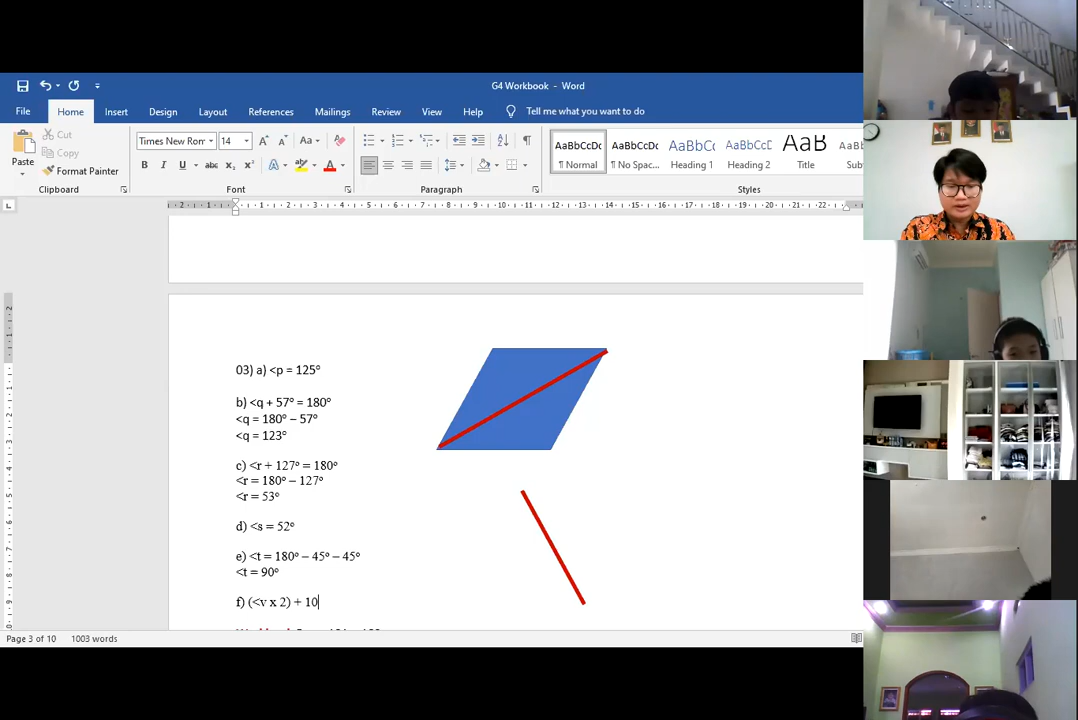 G4 Workbook - Word
File Home Insert Design Layout References Mailings Review View Help Tell me what you want to do
Paste
Cut
Copy
Format Painter
Clipboard
Times New Rom 14
Font
Paragraph
AaBbCcDc
¶ Normal
AaBbCcDc
¶ No Spac...
AaBbCc
Heading 1
AaBbCcD
Heading 2
AaB
Title
AaB
Sub
Styles
03) a) <p = 125°
b) <q + 57° = 180°
<q = 180° – 57°
<q = 123°
c) <r + 127° = 180°
<r = 180° – 127°
<r = 53°
d) <s = 52°
e) <t = 180° – 45° – 45°
<t = 90°
f) (<v x 2) + 10
Page 3 of 10 1003 words